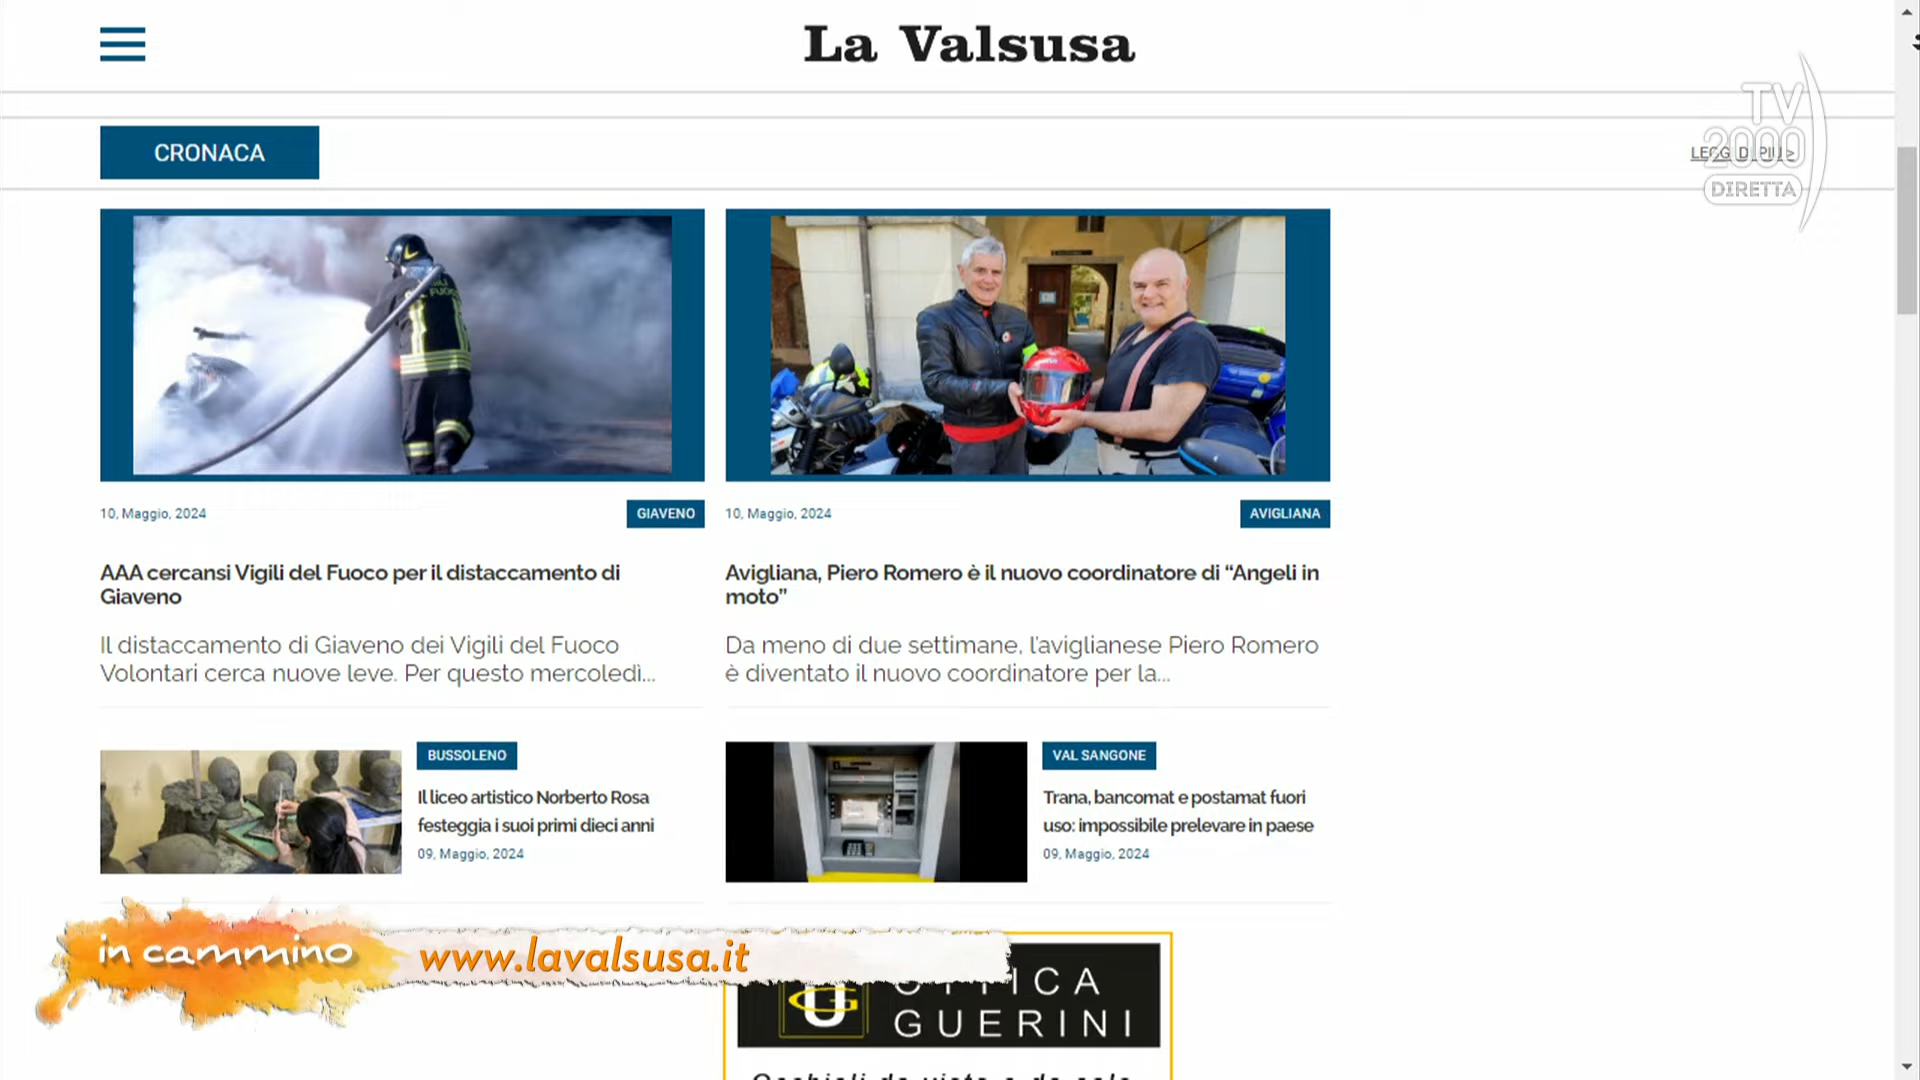 La Valsusa
TV
2000
DIRETTA
CRONACA
LEGGI DI PIÙ >
10, Maggio, 2024
GIAVENO
AAA cercansi Vigili del Fuoco per il distaccamento di
Giaveno
Il distaccamento di Giaveno dei Vigili del Fuoco
Volontari cerca nuove leve. Per questo mercoledì...
10, Maggio, 2024
AVIGLIANA
Avigliana, Piero Romero è il nuovo coordinatore di “Angeli in
moto”
Da meno di due settimane, l’aviglianese Piero Romero
è diventato il nuovo coordinatore per la...
BUSSOLENO
Il liceo artistico Norberto Rosa
festeggia i suoi primi dieci anni
09, Maggio, 2024
VAL SANGONE
Trana, bancomat e postamat fuori
uso: impossibile prelevare in paese
09, Maggio, 2024
in cammino
www.lavalsusa.it
OTTICA
GUERINI